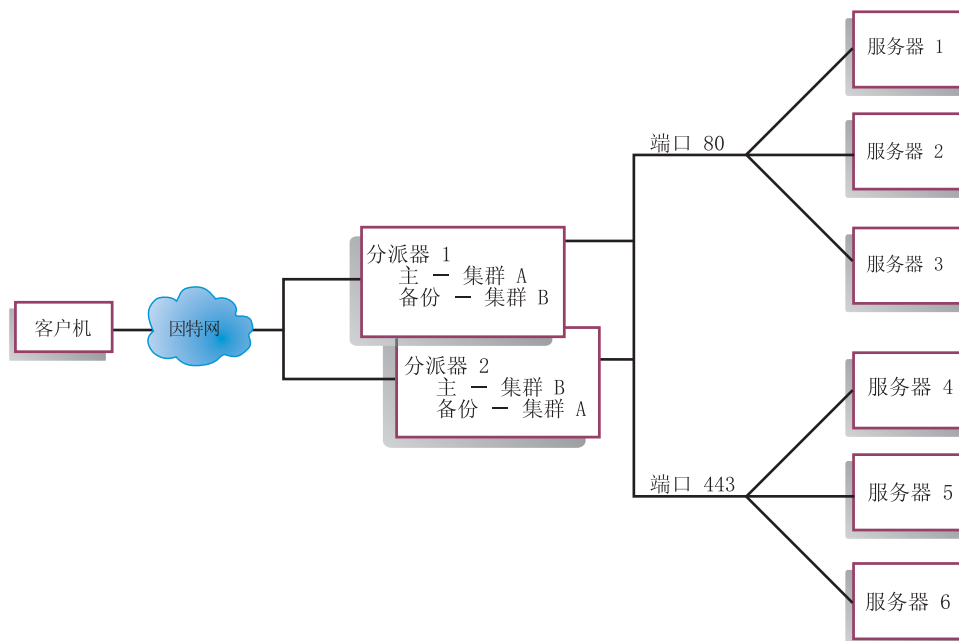 客户机
因特网
分派器 1
主 — 集群 A
备份 — 集群 B
分派器 2
主 — 集群 B
备份 — 集群 A
端口 80
服务器 1
服务器 2
服务器 3
端口 443
服务器 4
服务器 5
服务器 6